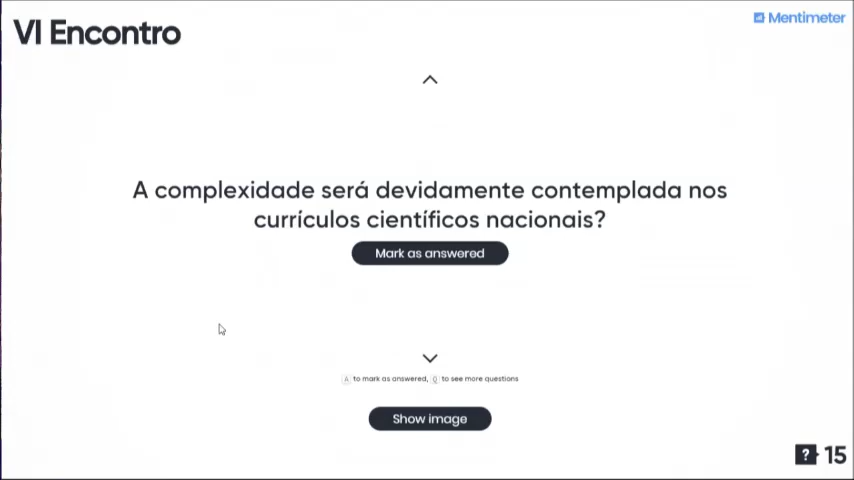 VI Encontro
Mentimeter
A complexidade será devidamente contemplada nos
currículos científicos nacionais?
Mark as answered
A to mark as answered, Q to see more questions
Show image
? 15